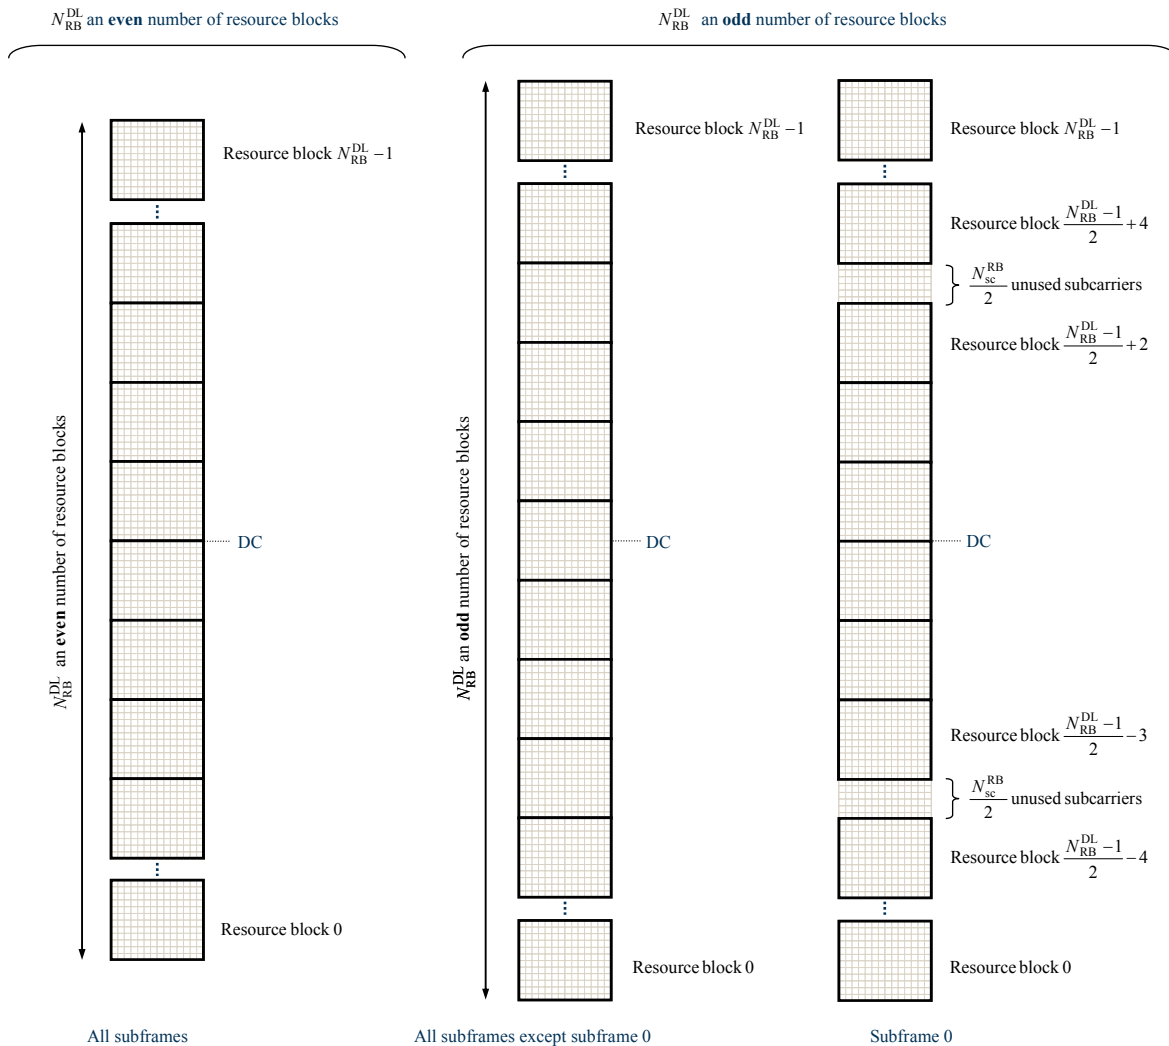 N_RB^DL an even number of resource blocks
N_RB^DL an odd number of resource blocks
N_RB^DL an even number of resource blocks
Resource block N_RB^DL −1
⋮
DC
⋮
Resource block 0
All subframes
N_RB^DL an odd number of resource blocks
Resource block N_RB^DL −1
⋮
DC
⋮
Resource block 0
All subframes except subframe 0
Resource block N_RB^DL −1
⋮
Resource block (N_RB^DL −1)/2 +4
} N_sc^RB/2 unused subcarriers
Resource block (N_RB^DL −1)/2 +2
DC
Resource block (N_RB^DL −1)/2 −3
} N_sc^RB/2 unused subcarriers
Resource block (N_RB^DL −1)/2 −4
⋮
Resource block 0
Subframe 0